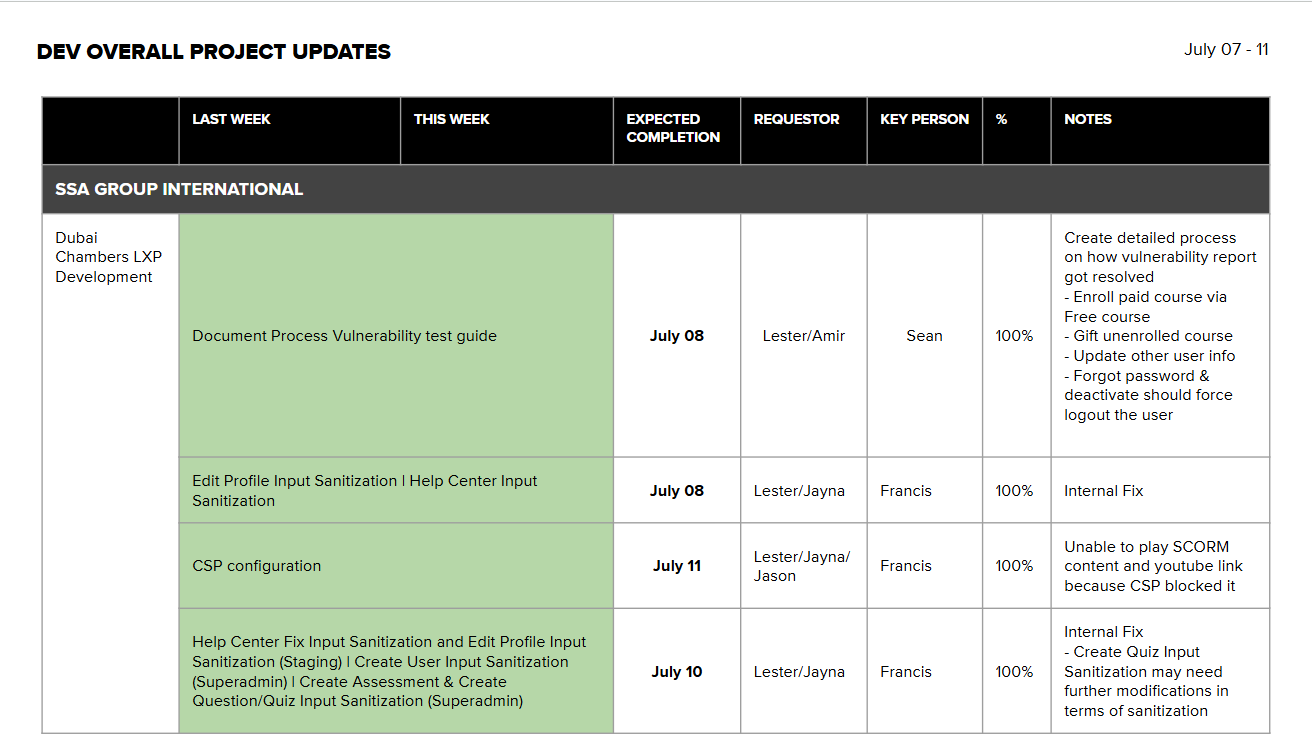 DEV OVERALL PROJECT UPDATES
July 07 - 11
LAST WEEK
THIS WEEK
EXPECTED
COMPLETION
REQUESTOR
KEY PERSON
%
NOTES
SSA GROUP INTERNATIONAL
Dubai
Chambers LXP
Development
Document Process Vulnerability test guide
July 08
Lester/Amir
Sean
100%
Create detailed process
on how vulnerability report
got resolved
- Enroll paid course via
Free course
- Gift unenrolled course
- Update other user info
- Forgot password &
deactivate should force
logout the user
Edit Profile Input Sanitization | Help Center Input
Sanitization
July 08
Lester/Jayna
Francis
100%
Internal Fix
CSP configuration
July 11
Lester/Jayna/
Jason
Francis
100%
Unable to play SCORM
content and youtube link
because CSP blocked it
Help Center Fix Input Sanitization and Edit Profile Input
Sanitization (Staging) | Create User Input Sanitization
(Superadmin) | Create Assessment & Create
Question/Quiz Input Sanitization (Superadmin)
July 10
Lester/Jayna
Francis
100%
Internal Fix
- Create Quiz Input
Sanitization may need
further modifications in
terms of sanitization